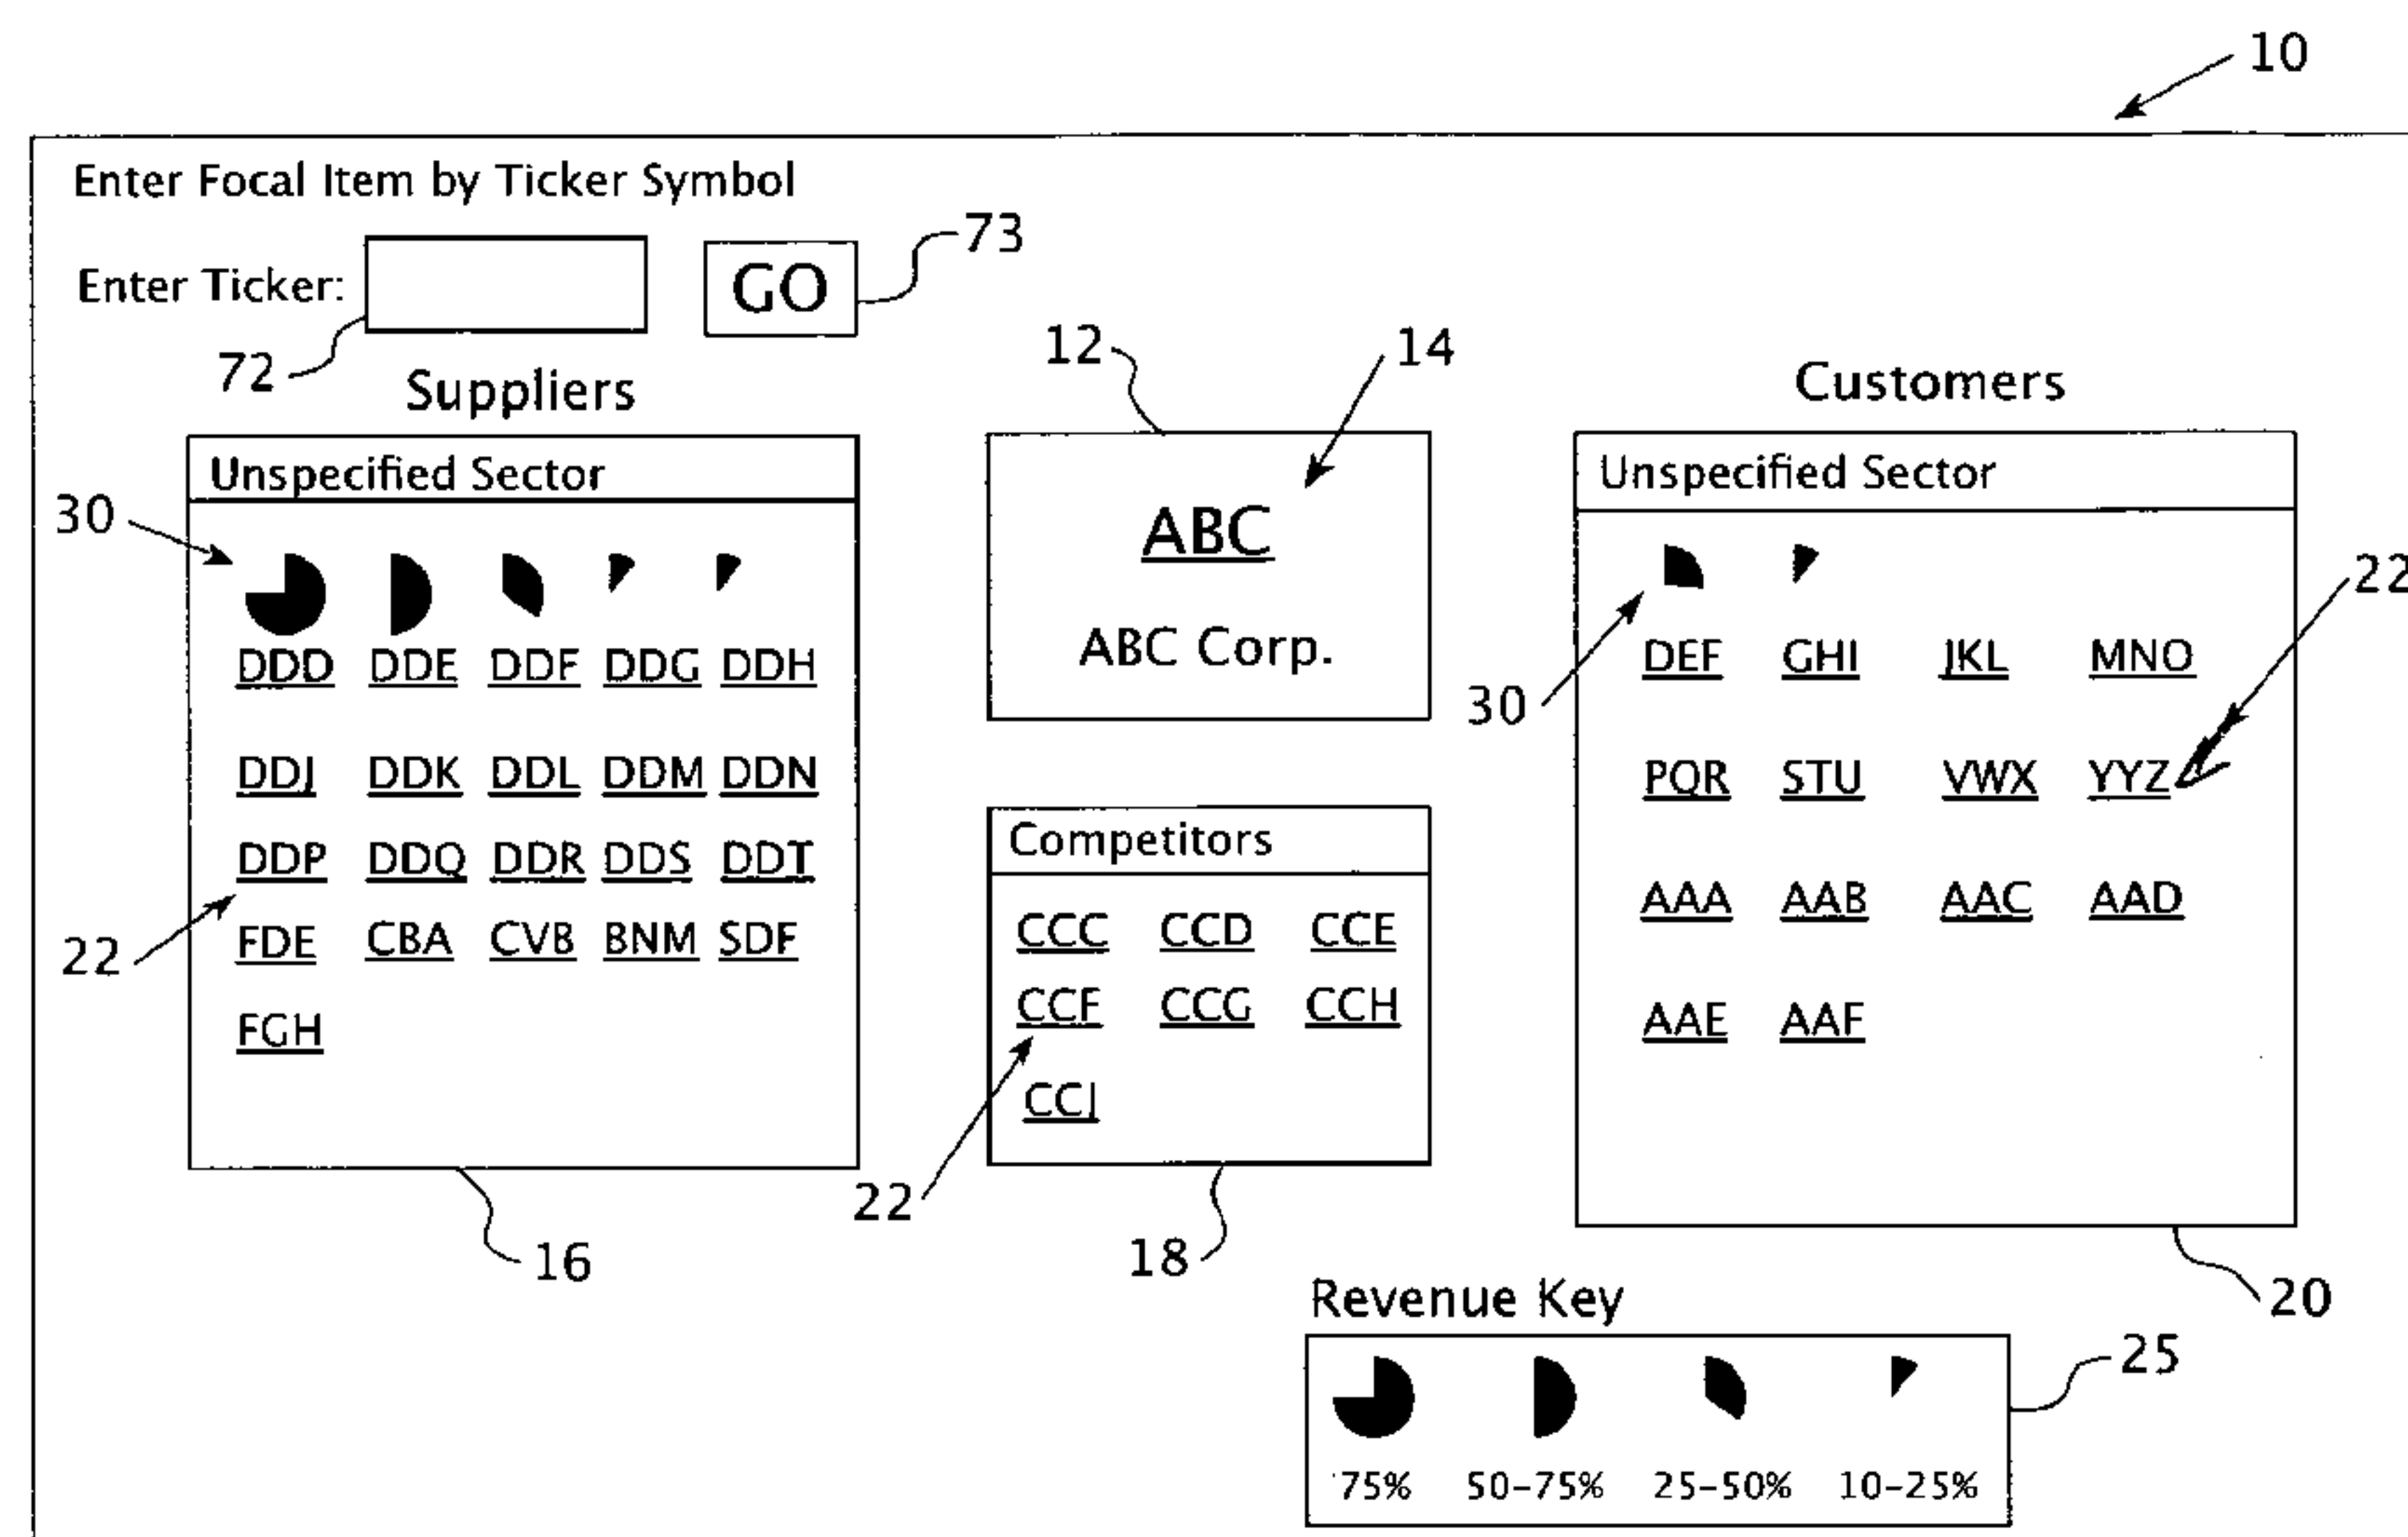 10
Enter Focal Item by Ticker Symbol
Enter Ticker:
GO
73
72
Suppliers
12
14
Customers
Unspecified Sector
30
DDD DDE DDF DDG DDH
DDJ DDK DDL DDM DDN
DDP DDQ DDR DDS DDT
22
FDE CBA CVB BNM SDF
FGH
16
ABC
ABC Corp.
Competitors
CCC CCD CCE
CCF CCG CCH
CCJ
22
18
Unspecified Sector
22
30
DEF GHI JKL MNO
PQR STU VWX YYZ
AAA AAB AAC AAD
AAE AAF
20
Revenue Key
25
75% 50-75% 25-50% 10-25%